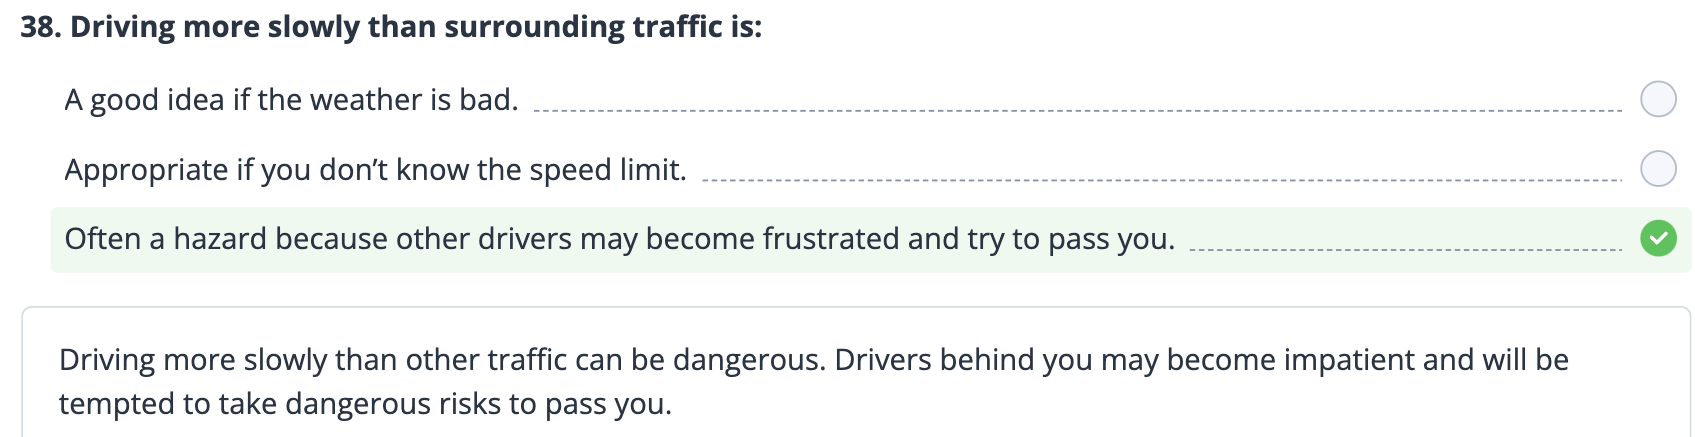 38. Driving more slowly than surrounding traffic is:
A good idea if the weather is bad.
Appropriate if you don’t know the speed limit.
Often a hazard because other drivers may become frustrated and try to pass you.
Driving more slowly than other traffic can be dangerous. Drivers behind you may become impatient and will be
tempted to take dangerous risks to pass you.